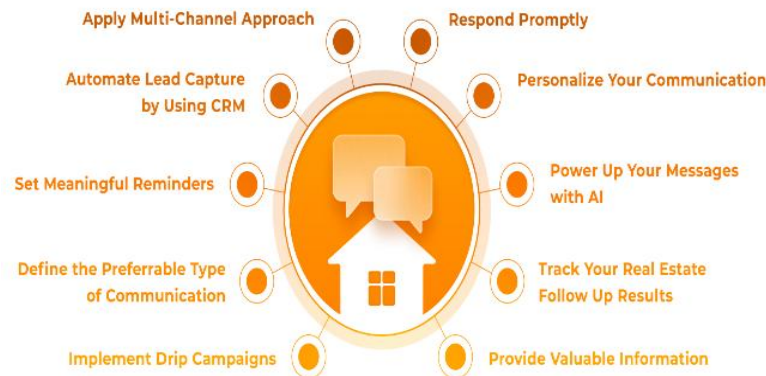 Apply Multi-Channel Approach
Respond Promptly
Automate Lead Capture
by Using CRM
Personalize Your Communication
Set Meaningful Reminders
Power Up Your Messages
with AI
Define the Preferrable Type
of Communication
Track Your Real Estate
Follow Up Results
Implement Drip Campaigns
Provide Valuable Information